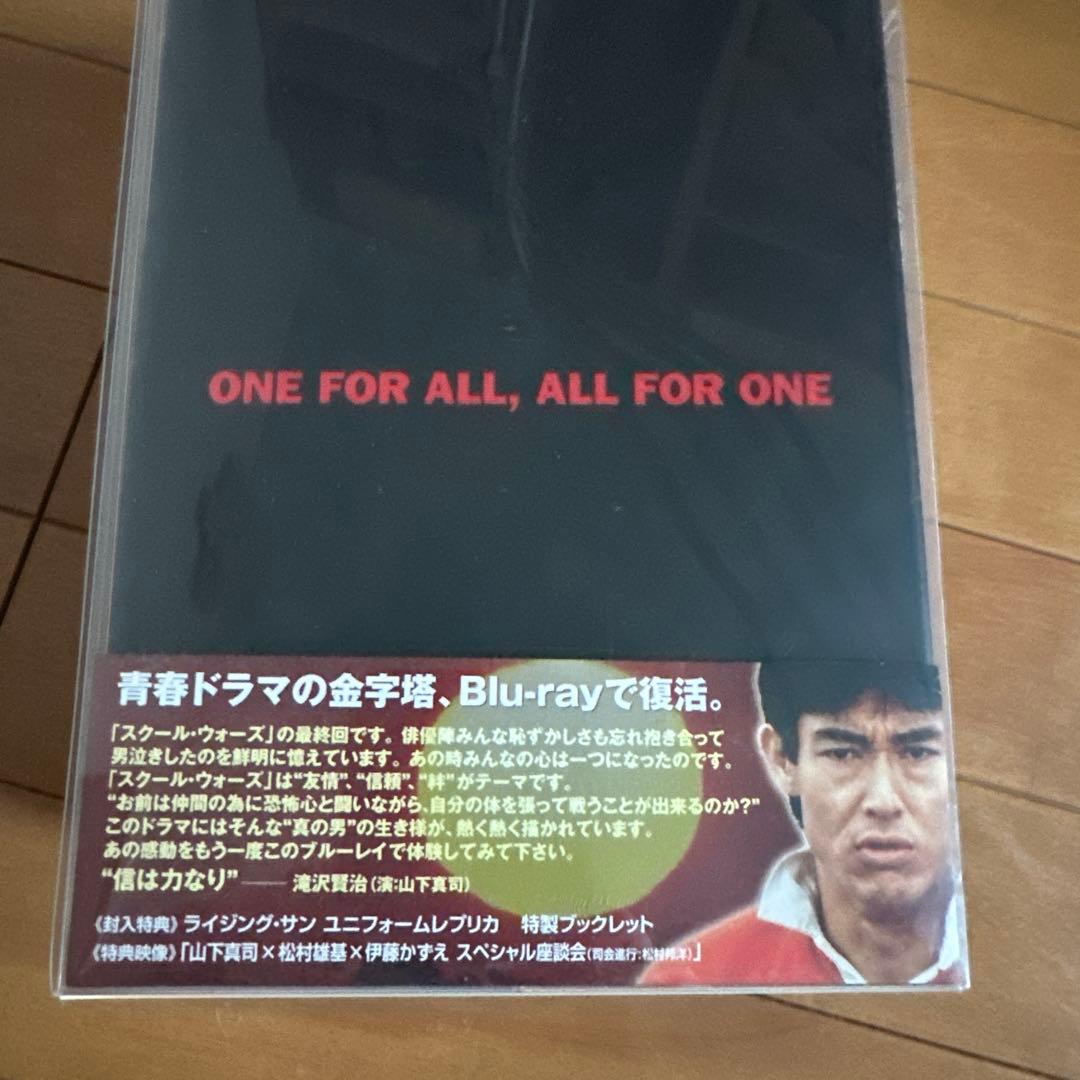 ONE FOR ALL, ALL FOR ONE
青春ドラマの金字塔、Blu-rayで復活。
「スクール・ウォーズ」の最終回です。俳優陣みんな恥ずかしさも忘れ抱き合って
男泣きしたのを鮮明に憶えています。あの時みんなの心は一つになったのです。
「スクール・ウォーズ」は“友情”、“信頼”、“絆”がテーマです。
“お前は仲間の為に恐怖心と闘いながら、自分の体を張って戦うことが出来るのか?”
このドラマにはそんな“真の男”の生き様が、熱く熱く描かれています。
あの感動をもう一度このブルーレイで体験してみて下さい。
“信は力なり”――滝沢賢治(演:山下真司)
《封入特典》ライジング・サン ユニフォームレプリカ 特製ブックレット
《特典映像》「山下真司×松村雄基×伊藤かずえ スペシャル座談会(司会進行:松村邦洋)」